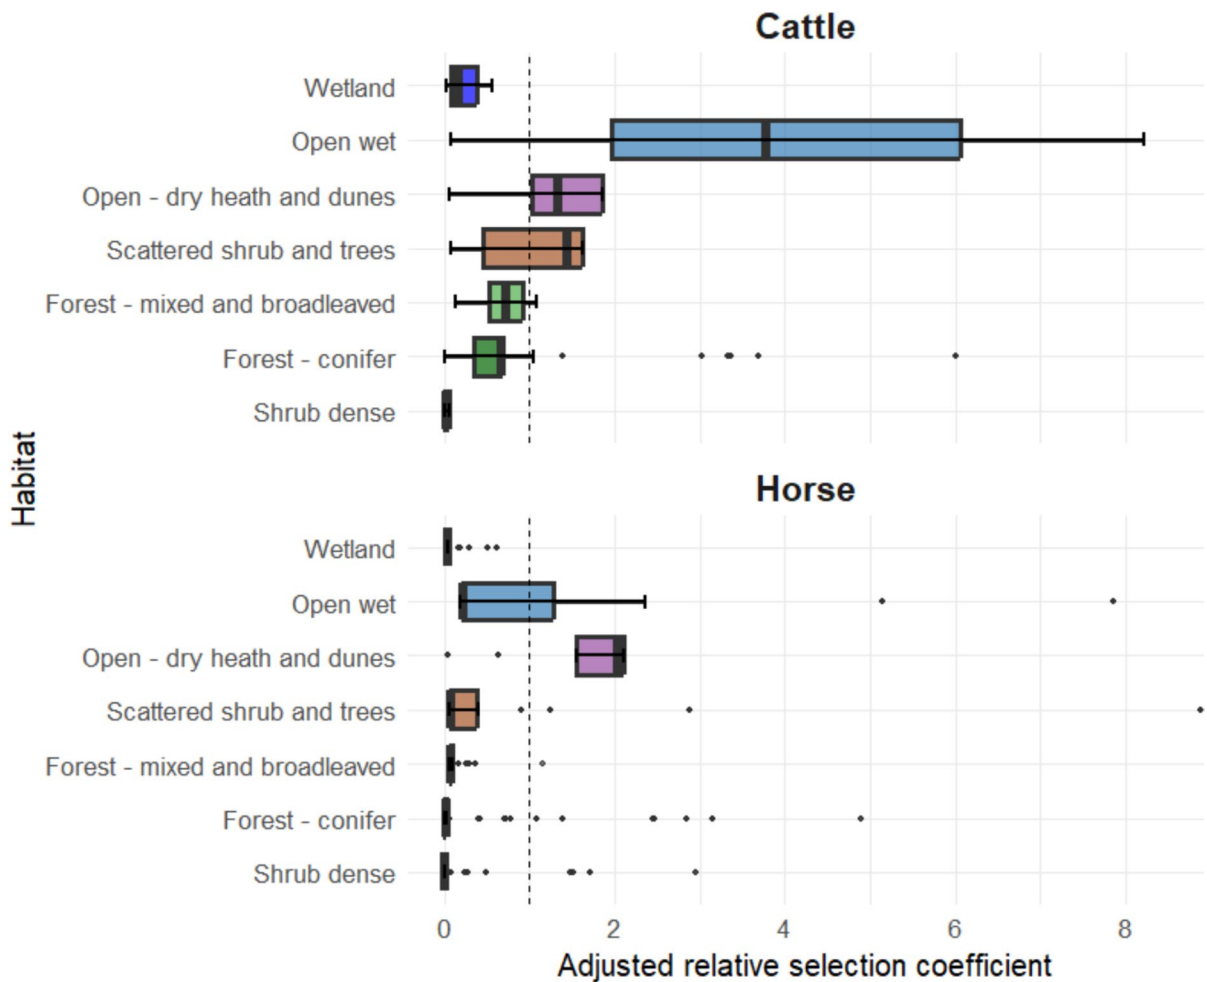 Cattle
Wetland
Open wet
Open - dry heath and dunes
Scattered shrub and trees
Forest - mixed and broadleaved
Forest - conifer
Shrub dense
Habitat
Horse
Wetland
Open wet
Open - dry heath and dunes
Scattered shrub and trees
Forest - mixed and broadleaved
Forest - conifer
Shrub dense
0 2 4 6 8
Adjusted relative selection coefficient